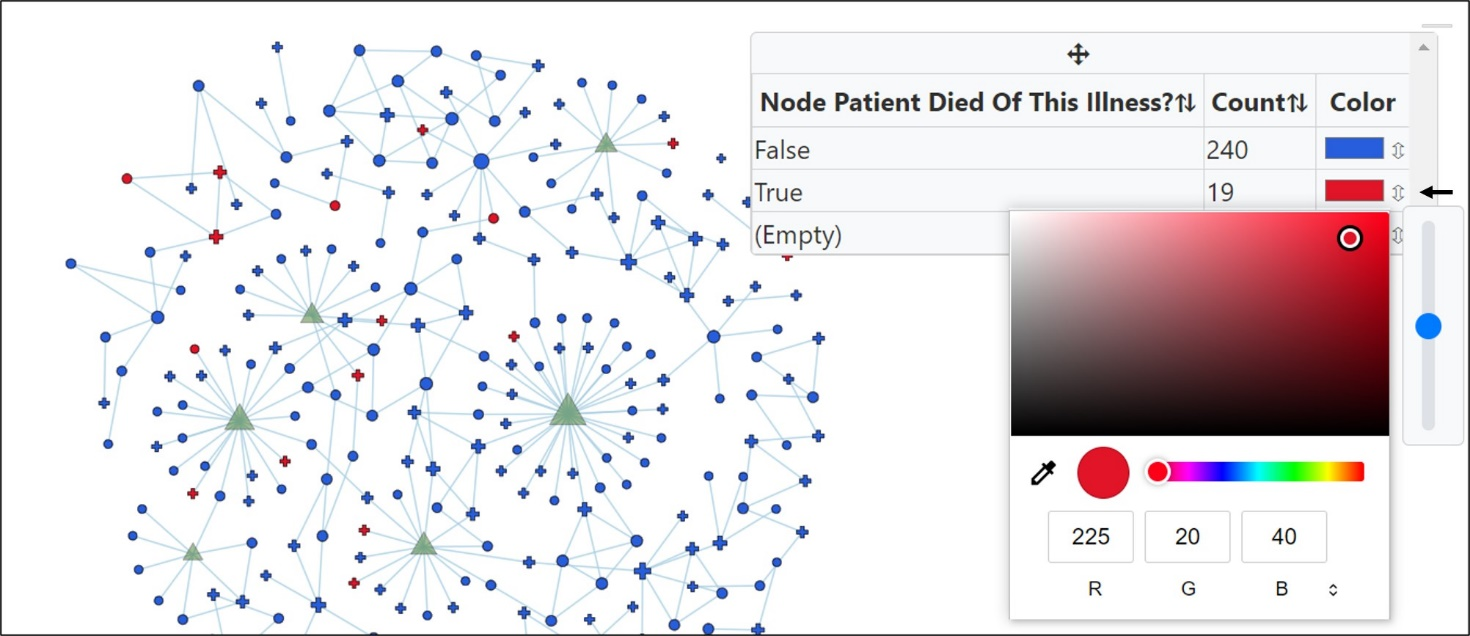 Node Patient Died Of This Illness? Count Color
False 240
True 19
(Empty)
225 20 40
R G B